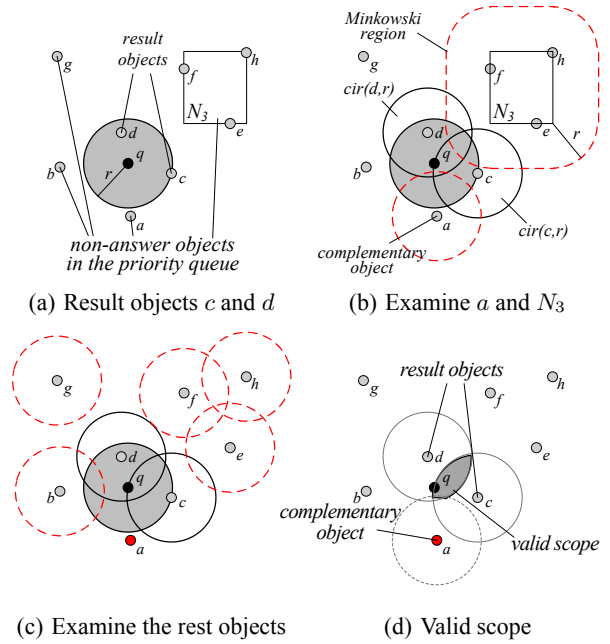 result
objects
g
h
f
N3
d
e
q
b
r
c
a
non-answer objects
in the priority queue
(a) Result objects c and d
Minkowski
region
g
h
f
cir(d,r)
N3
d
e
q
r
b
c
a
cir(c,r)
complementary
object
(b) Examine a and N3
g
h
f
d
e
q
b
c
a
(c) Examine the rest objects
result objects
g
h
f
d
e
q
b
c
complementary
object
a
valid scope
(d) Valid scope